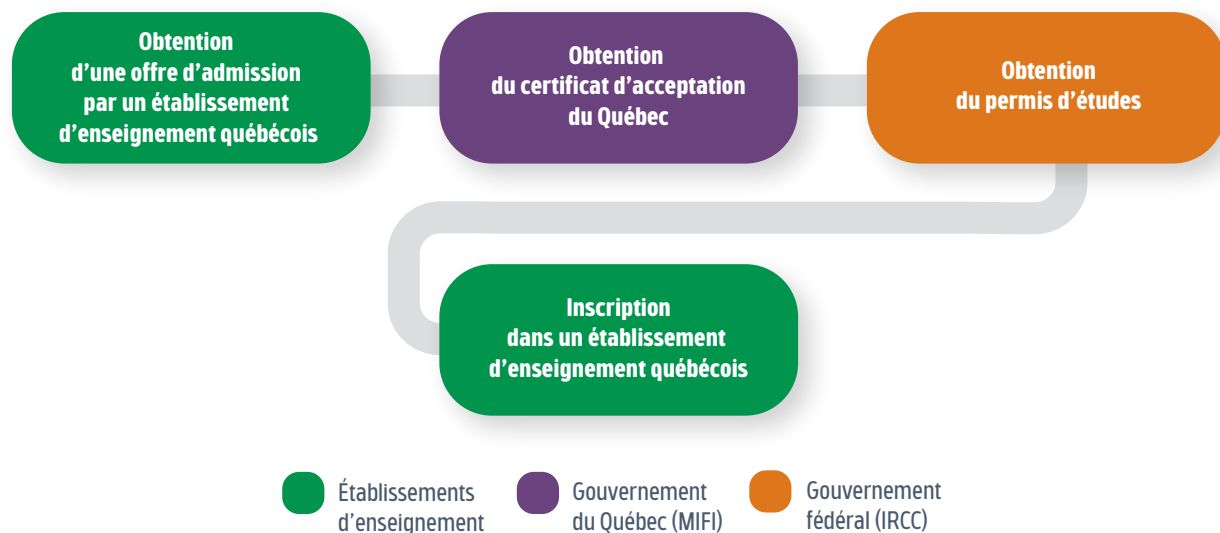 Obtention
d'une offre d'admission
par un établissement
d'enseignement québécois
Obtention
du certificat d'acceptation
du Québec
Obtention
du permis d'études
Inscription
dans un établissement
d'enseignement québécois
Établissements
d'enseignement
Gouvernement
du Québec (MIFI)
Gouvernement
fédéral (IRCC)